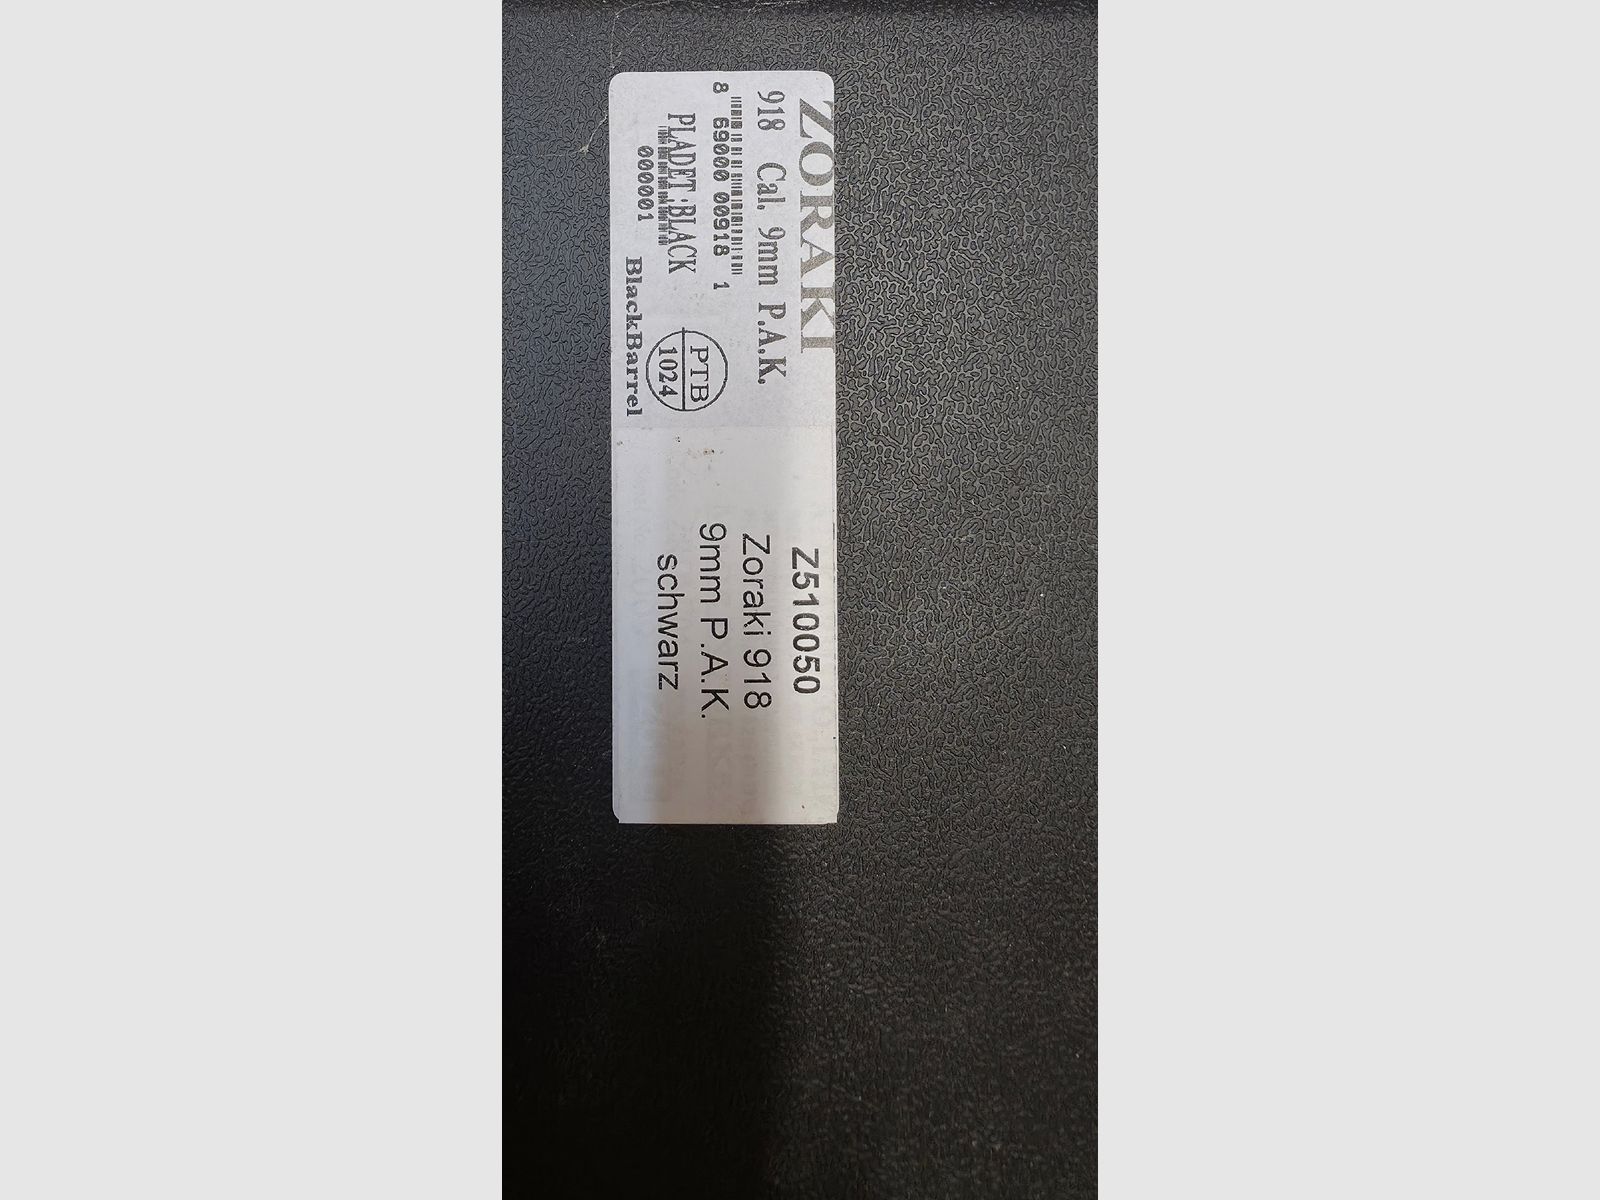 ZORAKI
918 Cal. 9mm P.A.K.
8 69000 00918 1
PLADET:BLACK
000001
PTB
1024
BlackBarrel
Z510050
Zoraki 918
9mm P.A.K.
schwarz